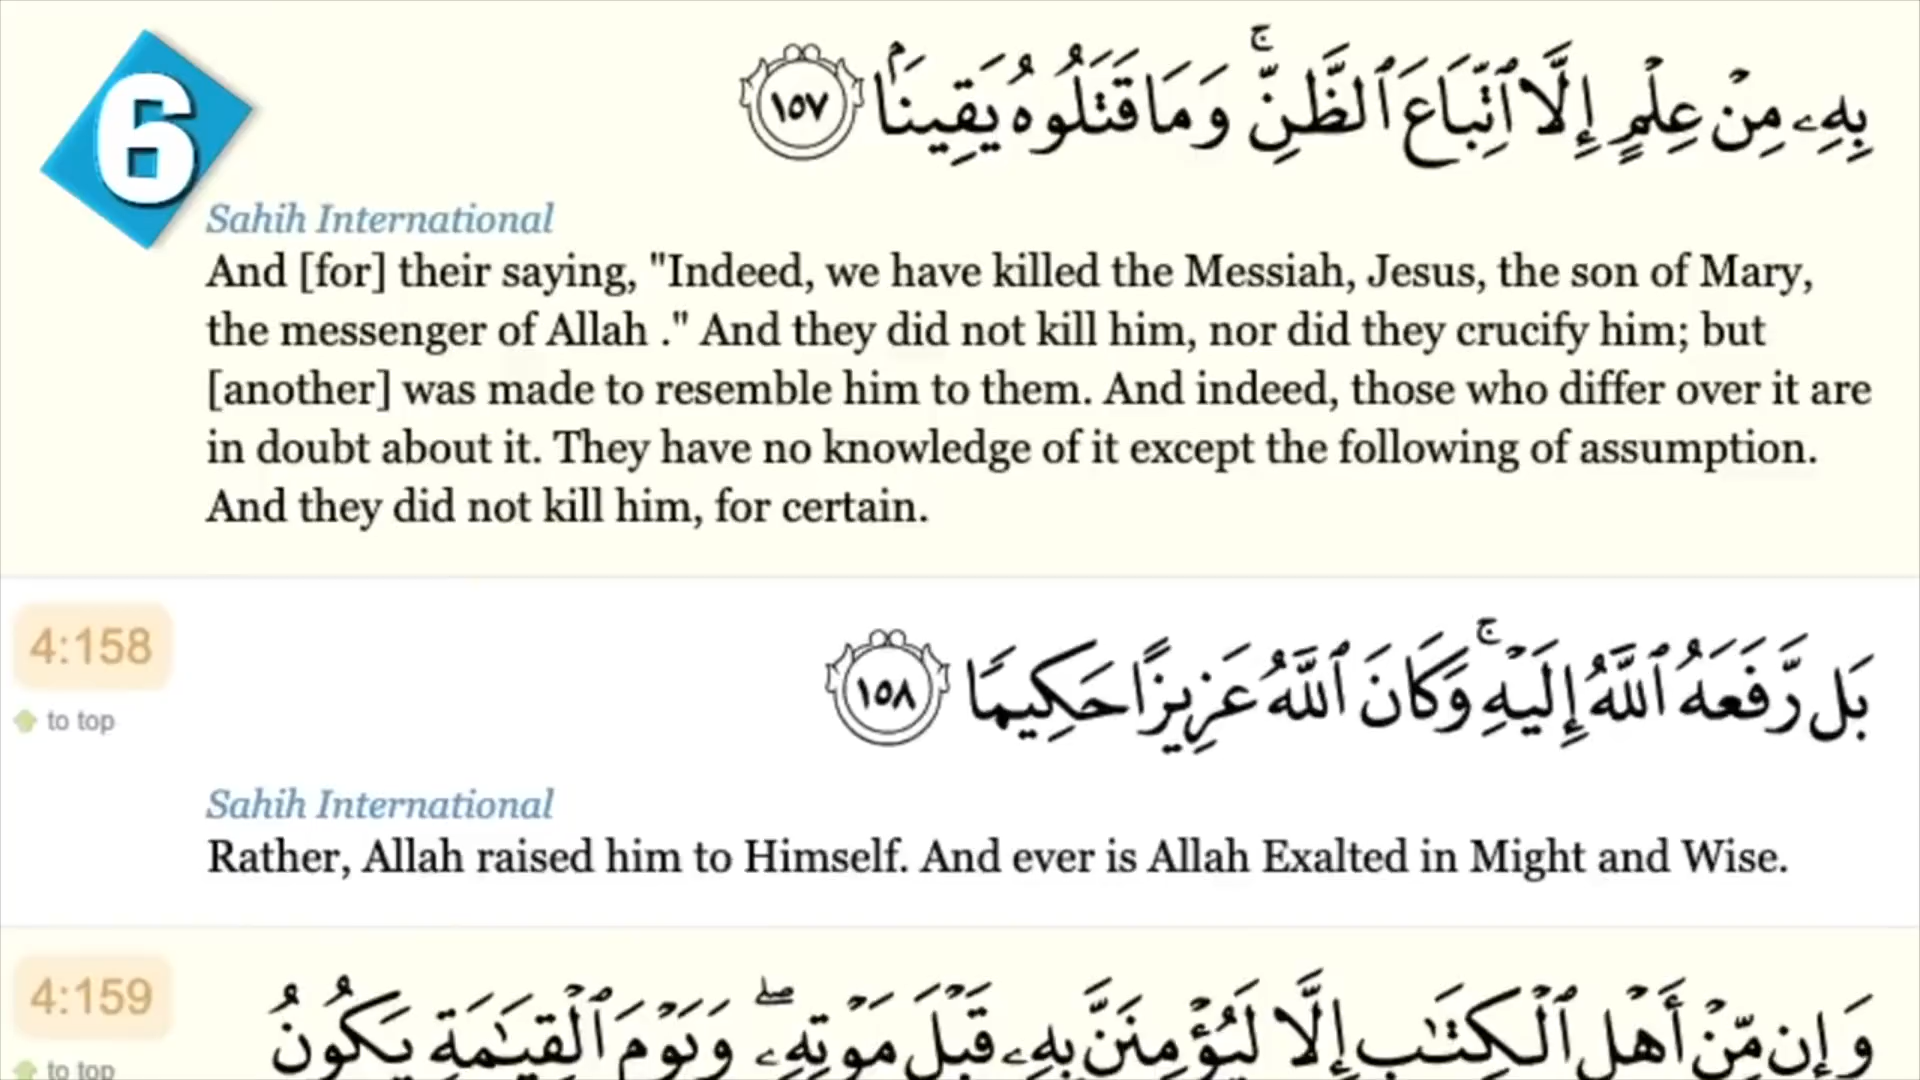 6
بِهِۦ مِنْ عِلْمٍ إِلَّا ٱتِّبَاعَ ٱلظَّنِّ ۚ وَمَا قَتَلُوهُ يَقِينًۢا ١٥٧
Sahih International
And [for] their saying, "Indeed, we have killed the Messiah, Jesus, the son of Mary,
the messenger of Allah ." And they did not kill him, nor did they crucify him; but
[another] was made to resemble him to them. And indeed, those who differ over it are
in doubt about it. They have no knowledge of it except the following of assumption.
And they did not kill him, for certain.
4:158
to top
بَل رَّفَعَهُ ٱللَّهُ إِلَيْهِ ۚ وَكَانَ ٱللَّهُ عَزِيزًا حَكِيمًا ١٥٨
Sahih International
Rather, Allah raised him to Himself. And ever is Allah Exalted in Might and Wise.
4:159
to top
وَإِن مِّنْ أَهْلِ ٱلْكِتَـٰبِ إِلَّا لَيُؤْمِنَنَّ بِهِۦ قَبْلَ مَوْتِهِۦ ۖ وَيَوْمَ ٱلْقِيَـٰمَةِ يَكُونُ